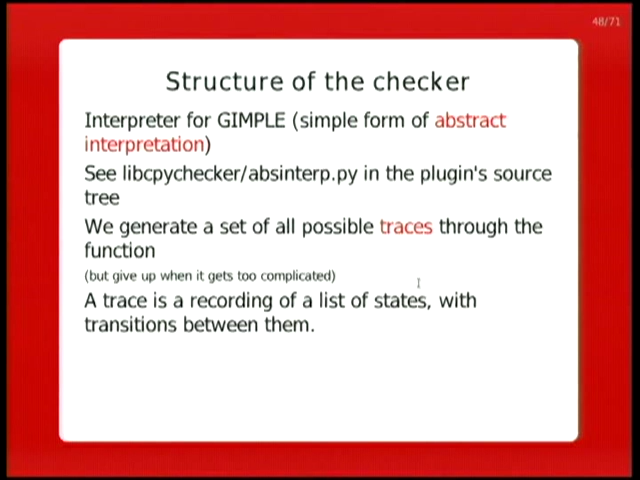 48/71
Structure of the checker
Interpreter for GIMPLE (simple form of abstract
interpretation)
See libcpychecker/absinterp.py in the plugin's source
tree
We generate a set of all possible traces through the
function
(but give up when it gets too complicated)
A trace is a recording of a list of states, with
transitions between them.